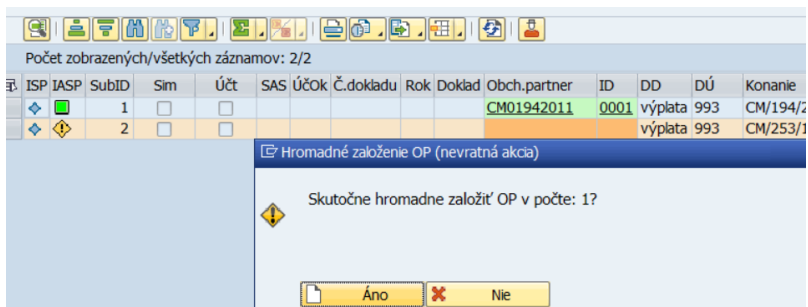 Počet zobrazených/všetkých záznamov: 2/2
ISP IASP SubID Sim Účt SAS ÚčOk Č.dokladu Rok Doklad Obch.partner ID DD DÚ Konanie
1 CM01942011 0001 výplata 993 CM/194/2
2 výplata 993 CM/253/1
Hromadné založenie OP (nevratná akcia)
Skutočne hromadne založiť OP v počte: 1?
Áno Nie